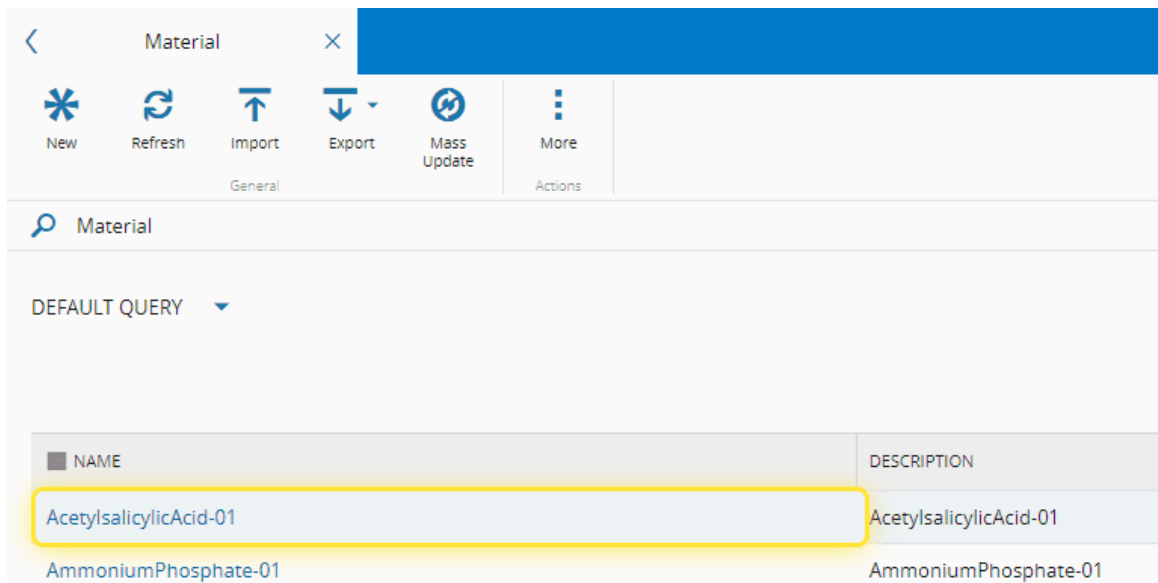 Material
New Refresh Import Export Mass Update More
General Actions
Material
DEFAULT QUERY
NAME DESCRIPTION
AcetylsalicylicAcid-01 AcetylsalicylicAcid-01
AmmoniumPhosphate-01 AmmoniumPhosphate-01